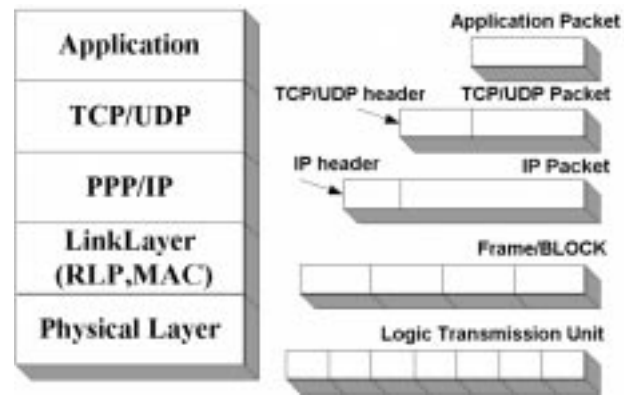 Application
TCP/UDP
PPP/IP
LinkLayer
(RLP,MAC)
Physical Layer
Application Packet
TCP/UDP header
TCP/UDP Packet
IP header
IP Packet
Frame/BLOCK
Logic Transmission Unit